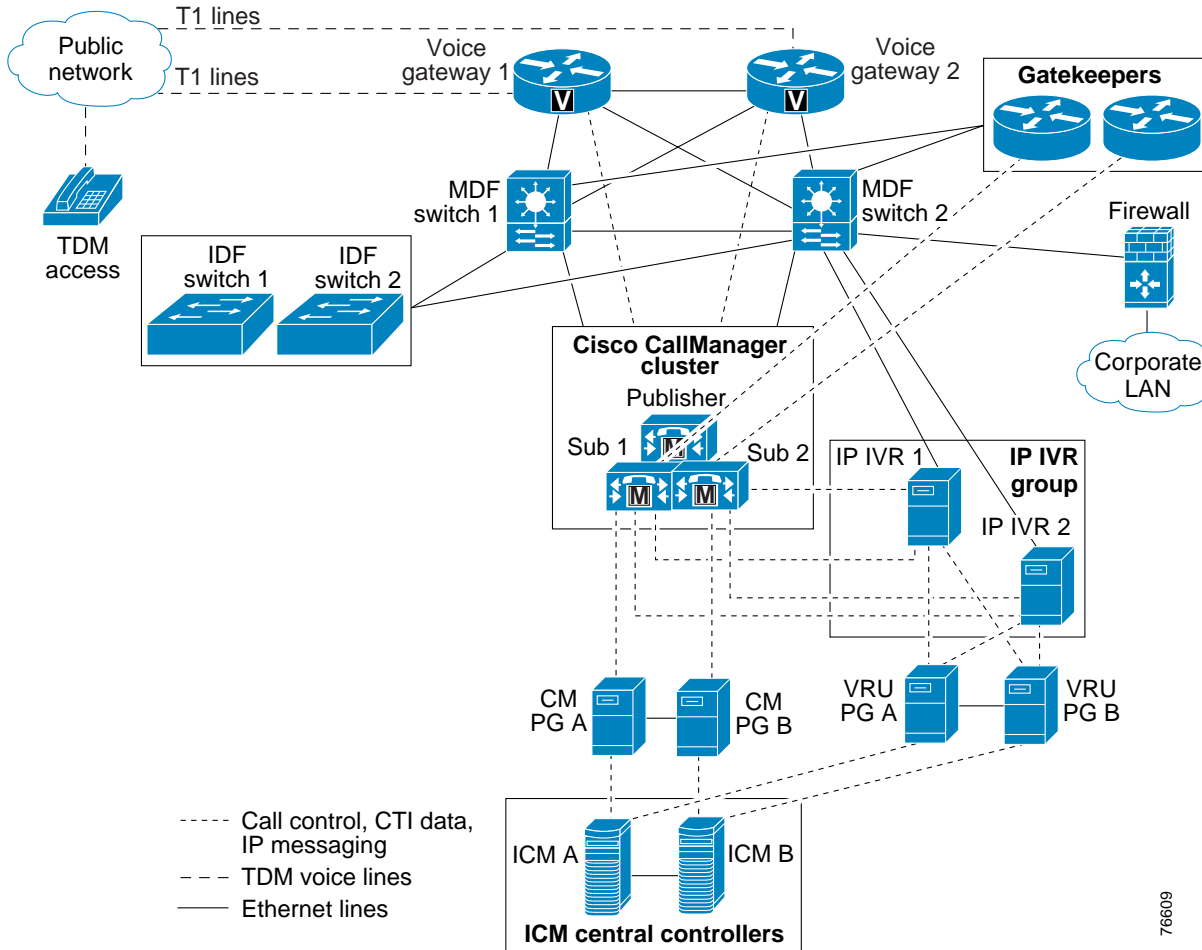 T1 lines
Public
network
T1 lines
Voice
gateway 1
Voice
gateway 2
V
V
Gatekeepers
TDM
access
MDF
switch 1
MDF
switch 2
Firewall
IDF
switch 1
IDF
switch 2
Corporate
LAN
Cisco CallManager
cluster
Publisher
M
Sub 1
Sub 2
M
M
IP IVR 1
IP IVR
group
IP IVR 2
CM
PG A
CM
PG B
VRU
PG A
VRU
PG B
Call control, CTI data,
IP messaging
TDM voice lines
Ethernet lines
ICM A
ICM B
ICM central controllers
76609